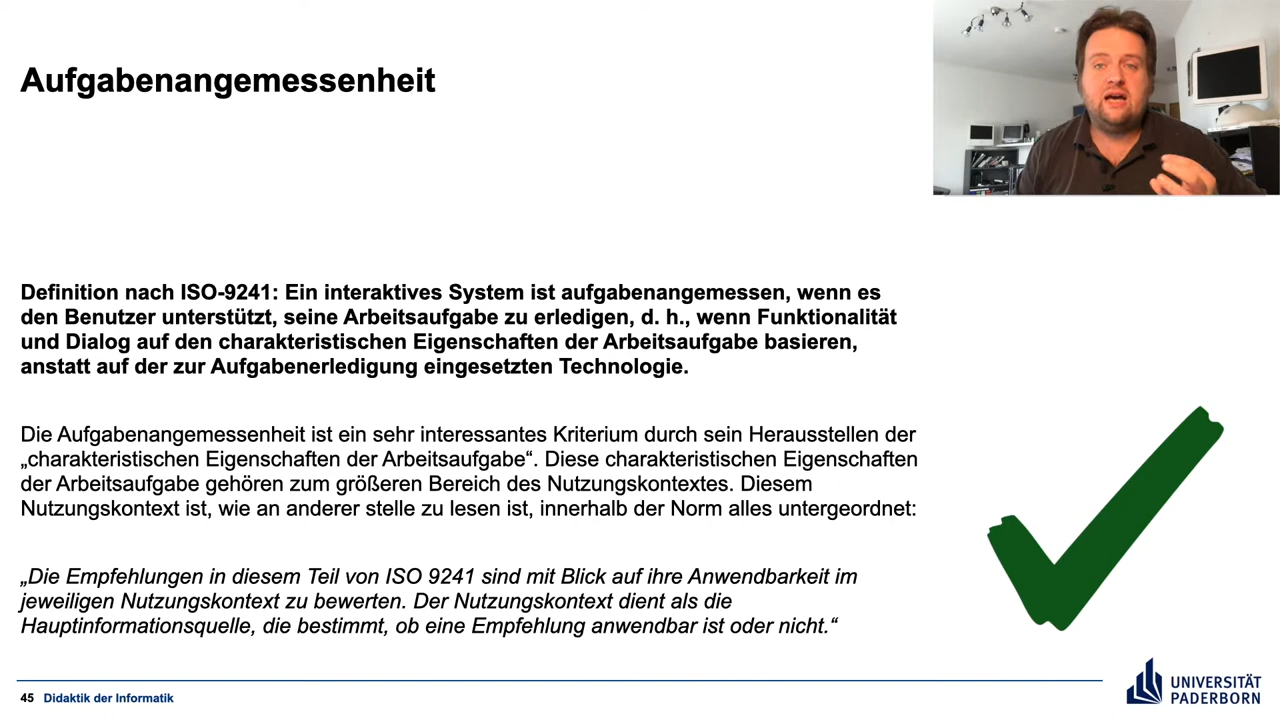 Aufgabenangemessenheit
Definition nach ISO-9241: Ein interaktives System ist aufgabenangemessen, wenn es
den Benutzer unterstützt, seine Arbeitsaufgabe zu erledigen, d. h., wenn Funktionalität
und Dialog auf den charakteristischen Eigenschaften der Arbeitsaufgabe basieren,
anstatt auf der zur Aufgabenerledigung eingesetzten Technologie.
Die Aufgabenangemessenheit ist ein sehr interessantes Kriterium durch sein Herausstellen der
„charakteristischen Eigenschaften der Arbeitsaufgabe“. Diese charakteristischen Eigenschaften
der Arbeitsaufgabe gehören zum größeren Bereich des Nutzungskontextes. Diesem
Nutzungskontext ist, wie an anderer stelle zu lesen ist, innerhalb der Norm alles untergeordnet:
„Die Empfehlungen in diesem Teil von ISO 9241 sind mit Blick auf ihre Anwendbarkeit im
jeweiligen Nutzungskontext zu bewerten. Der Nutzungskontext dient als die
Hauptinformationsquelle, die bestimmt, ob eine Empfehlung anwendbar ist oder nicht.“
45 Didaktik der Informatik
UNIVERSITÄT
PADERBORN